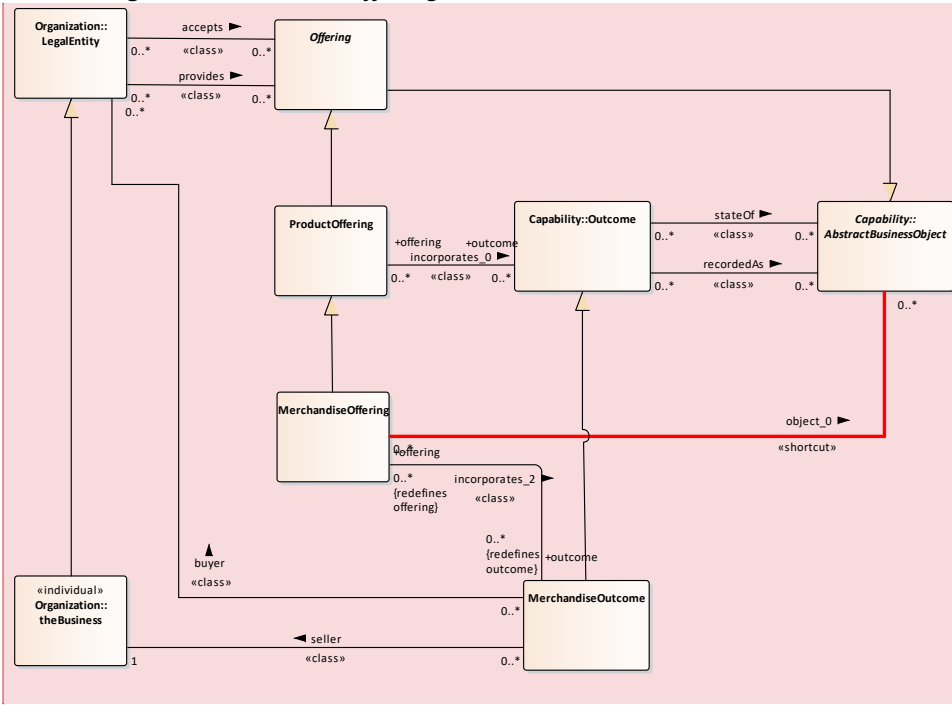 Organization::
LegalEntity
accepts
0..*
«class»
0..*
provides
0..*
«class»
0..*
0..*
Offering
ProductOffering
+offering
+outcome
incorporates_0
0..*
«class»
0..*
Capability::Outcome
stateOf
0..*
«class»
0..*
recordedAs
0..*
«class»
0..*
Capability::
AbstractBusinessObject
0..*
MerchandiseOffering
object_0
«shortcut»
0..*
+offering
0..*
{redefines
offering}
incorporates_2
«class»
0..*
{redefines
outcome}
+outcome
buyer
«class»
«individual»
Organization::
theBusiness
MerchandiseOutcome
0..*
seller
1
«class»
0..*